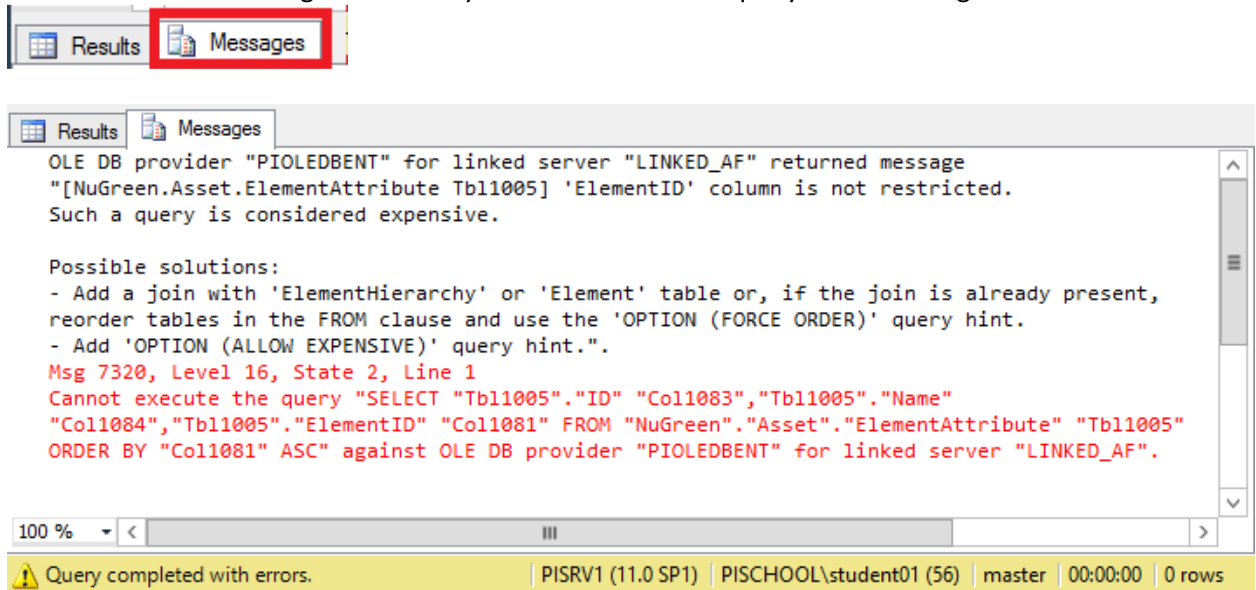 Results Messages
Results Messages
OLE DB provider "PIOLEDBENT" for linked server "LINKED_AF" returned message
"[NuGreen.Asset.ElementAttribute Tbl1005] 'ElementID' column is not restricted.
Such a query is considered expensive.
Possible solutions:
- Add a join with 'ElementHierarchy' or 'Element' table or, if the join is already present,
reorder tables in the FROM clause and use the 'OPTION (FORCE ORDER)' query hint.
- Add 'OPTION (ALLOW EXPENSIVE)' query hint.".
Msg 7320, Level 16, State 2, Line 1
Cannot execute the query "SELECT "Tbl1005"."ID" "Col1083","Tbl1005"."Name"
"Col1084","Tbl1005"."ElementID" "Col1081" FROM "NuGreen"."Asset"."ElementAttribute" "Tbl1005"
ORDER BY "Col1081" ASC" against OLE DB provider "PIOLEDBENT" for linked server "LINKED_AF".
100 %
Query completed with errors. PISRV1 (11.0 SP1) PISCHOOL\student01 (56) master 00:00:00 0 rows